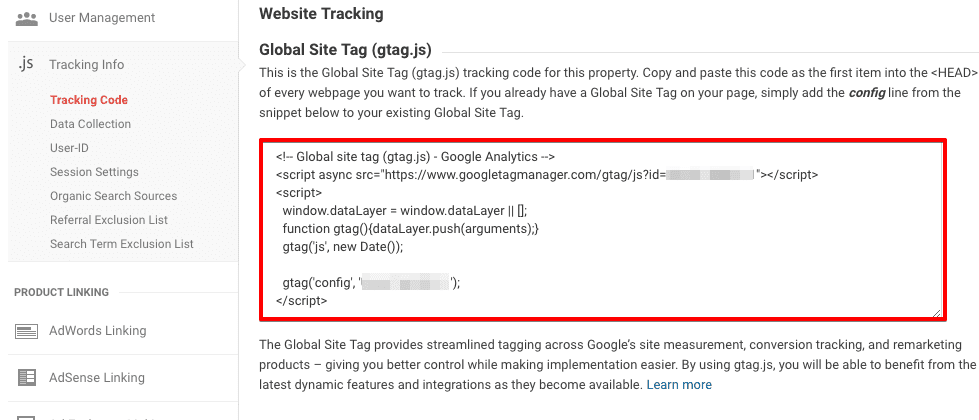 User Management
.js Tracking Info
Tracking Code
Data Collection
User-ID
Session Settings
Organic Search Sources
Referral Exclusion List
Search Term Exclusion List
PRODUCT LINKING
AdWords Linking
AdSense Linking
Website Tracking
Global Site Tag (gtag.js)
This is the Global Site Tag (gtag.js) tracking code for this property. Copy and paste this code as the first item into the <HEAD>
of every webpage you want to track. If you already have a Global Site Tag on your page, simply add the config line from the
snippet below to your existing Global Site Tag.
<!-- Global site tag (gtag.js) - Google Analytics -->
<script async src="https://www.googletagmanager.com/gtag/js?id="></script>
<script>
window.dataLayer = window.dataLayer || [];
function gtag(){dataLayer.push(arguments);}
gtag('js', new Date());
gtag('config', '');
</script>
The Global Site Tag provides streamlined tagging across Google's site measurement, conversion tracking, and remarketing
products – giving you better control while making implementation easier. By using gtag.js, you will be able to benefit from the
latest dynamic features and integrations as they become available. Learn more